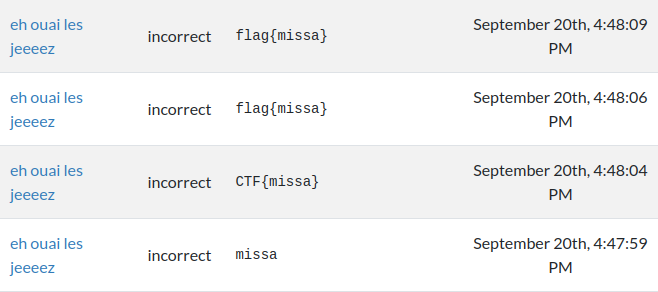 eh ouai les jeeeez incorrect flag{missa} September 20th, 4:48:09 PM
eh ouai les jeeeez incorrect flag{missa} September 20th, 4:48:06 PM
eh ouai les jeeeez incorrect CTF{missa} September 20th, 4:48:04 PM
eh ouai les jeeeez incorrect missa September 20th, 4:47:59 PM